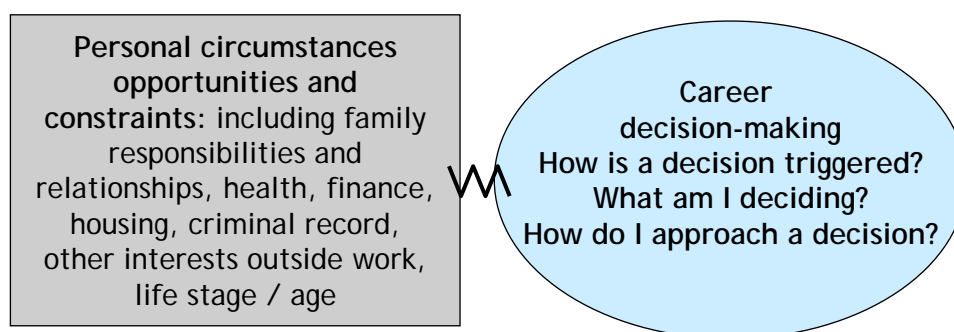 Personal circumstances
opportunities and
constraints: including family
responsibilities and
relationships, health, finance,
housing, criminal record,
other interests outside work,
life stage / age
Career
decision-making
How is a decision triggered?
What am I deciding?
How do I approach a decision?